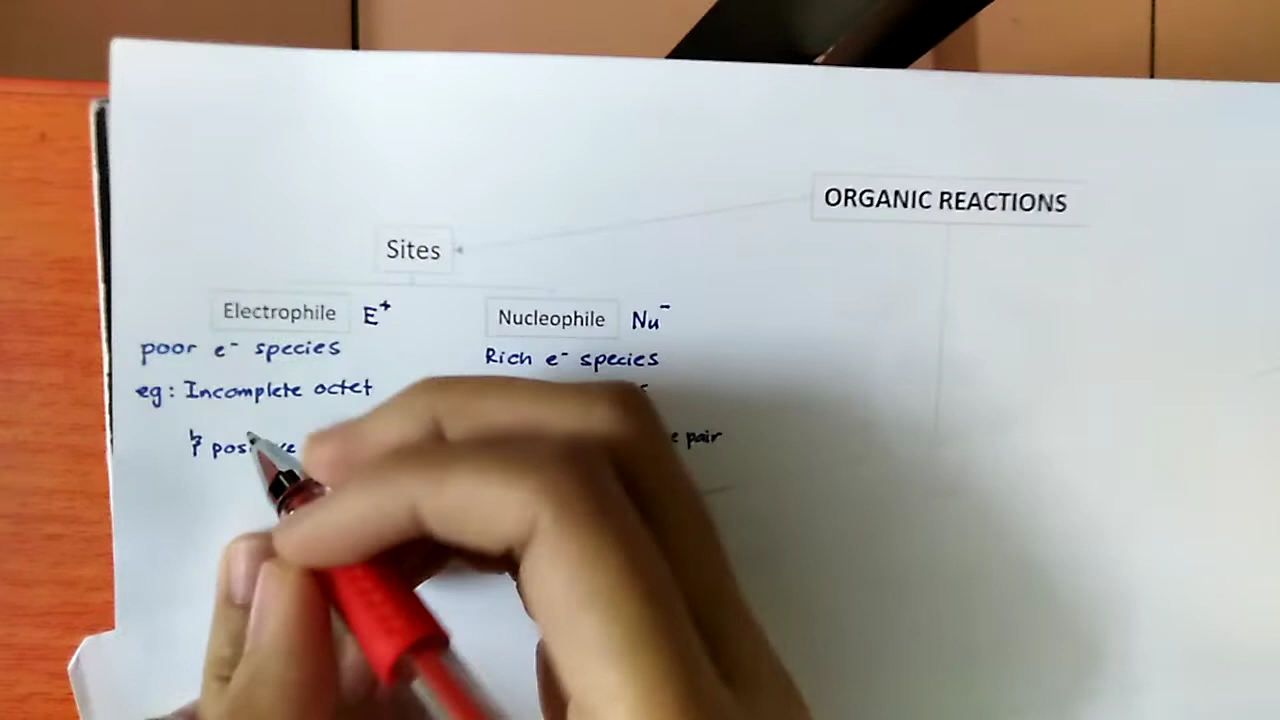 ORGANIC REACTIONS
Sites
Electrophile E⁺
Nucleophile Nu⁻
poor e⁻ species
Rich e⁻ species
eg: Incomplete octet
pair